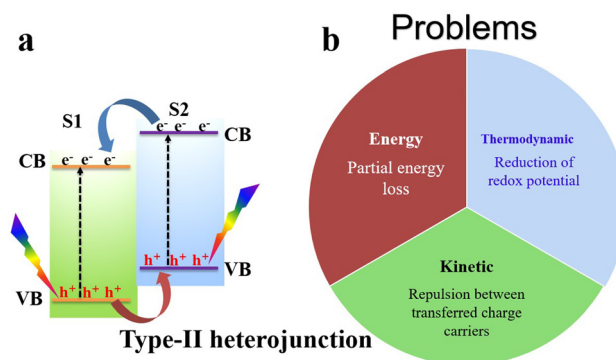 a
S1
S2
e⁻ e⁻ e⁻
CB
e⁻ e⁻ e⁻
CB
h⁺ h⁺ h⁺
VB
h⁺ h⁺ h⁺
VB
Type-II heterojunction
b
Problems
Energy
Partial energy
loss
Thermodynamic
Reduction of
redox potential
Kinetic
Repulsion between
transferred charge
carriers